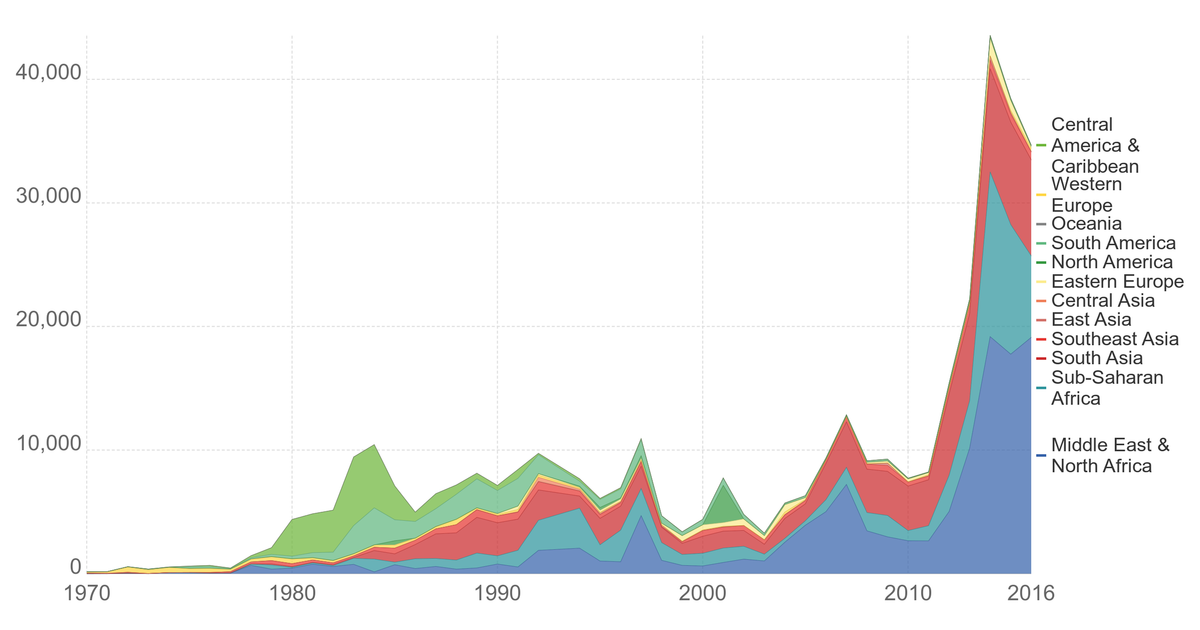 40,000
30,000
20,000
10,000
0
1970
1980
1990
2000
2010
2016
Central
America &
Caribbean
Western
Europe
Oceania
South America
North America
Eastern Europe
Central Asia
East Asia
Southeast Asia
South Asia
Sub-Saharan
Africa
Middle East &
North Africa